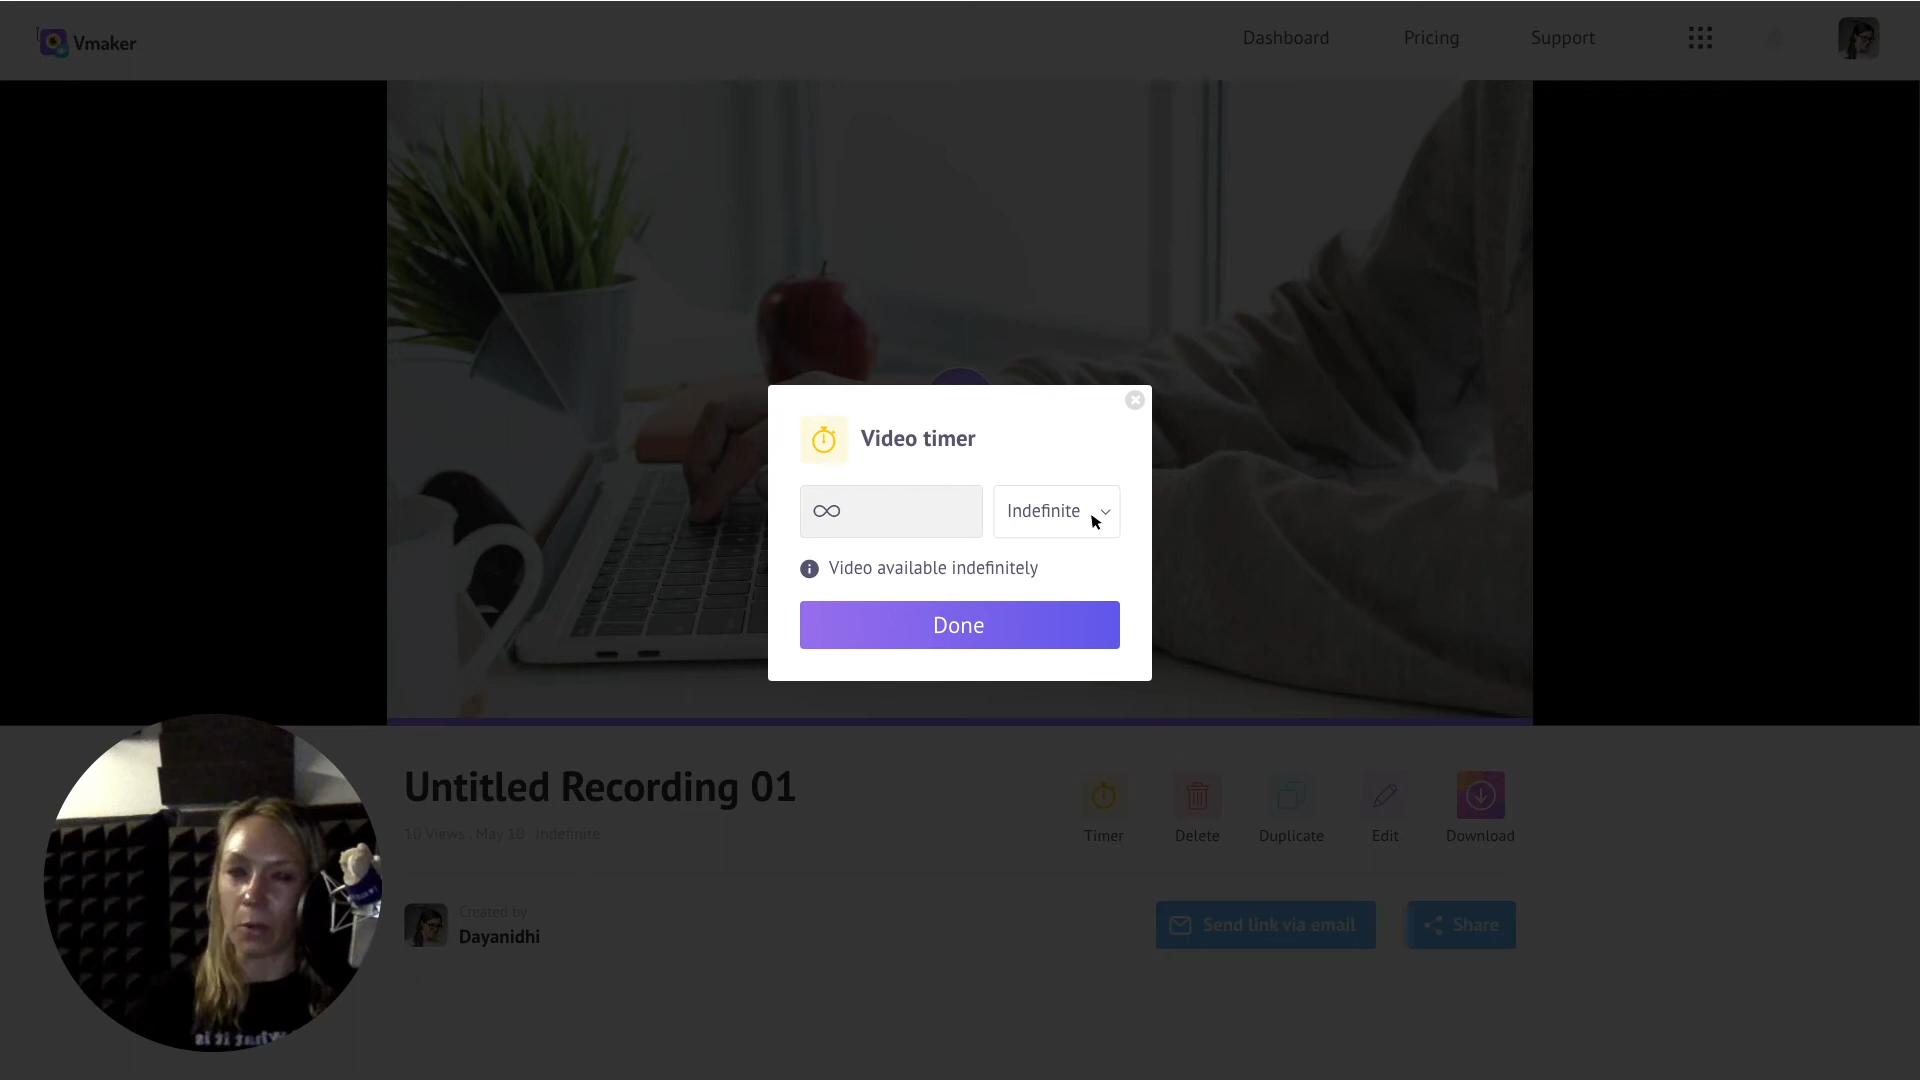 Vmaker
Dashboard
Pricing
Support
Video timer
∞
Indefinite
Video available indefinitely
Done
Untitled Recording 01
10 Views . May 10 Indefinite
Timer
Delete
Duplicate
Edit
Download
Created by
Dayanidhi
Send link via email
Share